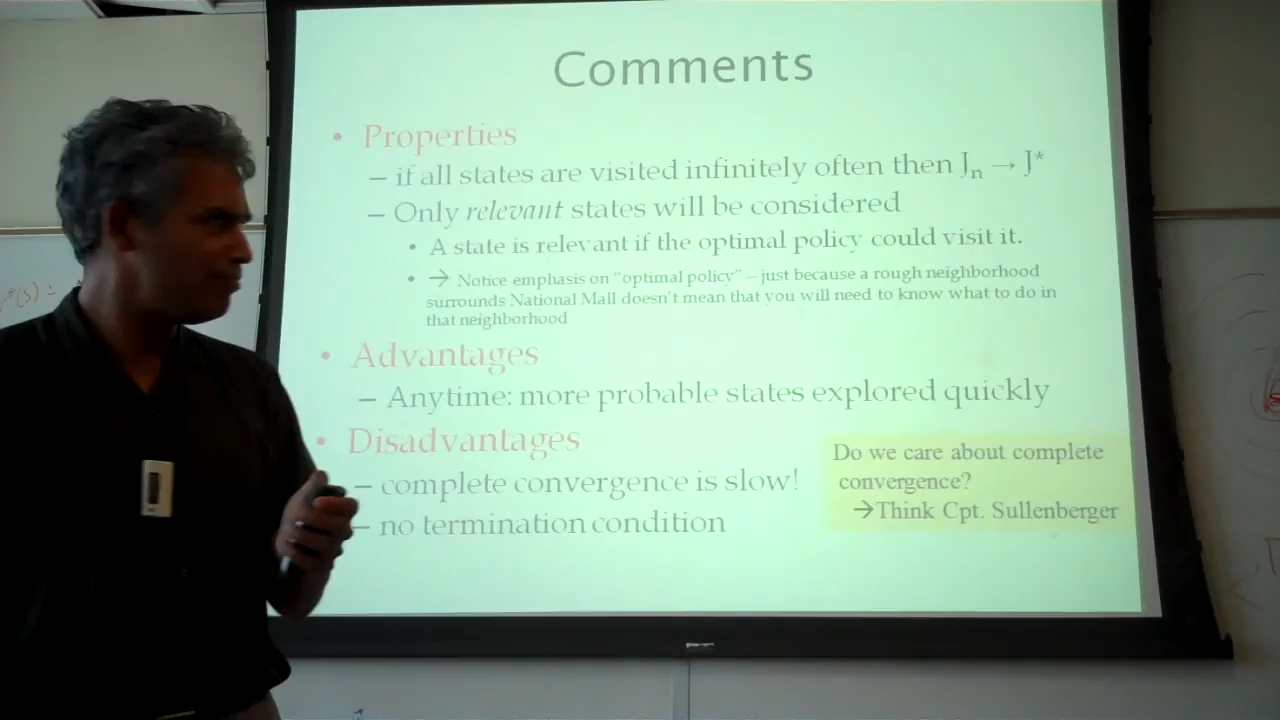 Comments
• Properties
– if all states are visited infinitely often then Jn → J*
– Only relevant states will be considered
• A state is relevant if the optimal policy could visit it.
• → Notice emphasis on "optimal policy" – just because a rough neighborhood
surrounds National Mall doesn't mean that you will need to know what to do in
that neighborhood
• Advantages
– Anytime: more probable states explored quickly
• Disadvantages
– complete convergence is slow!
– no termination condition
Do we care about complete
convergence?
→Think Cpt. Sullenberger